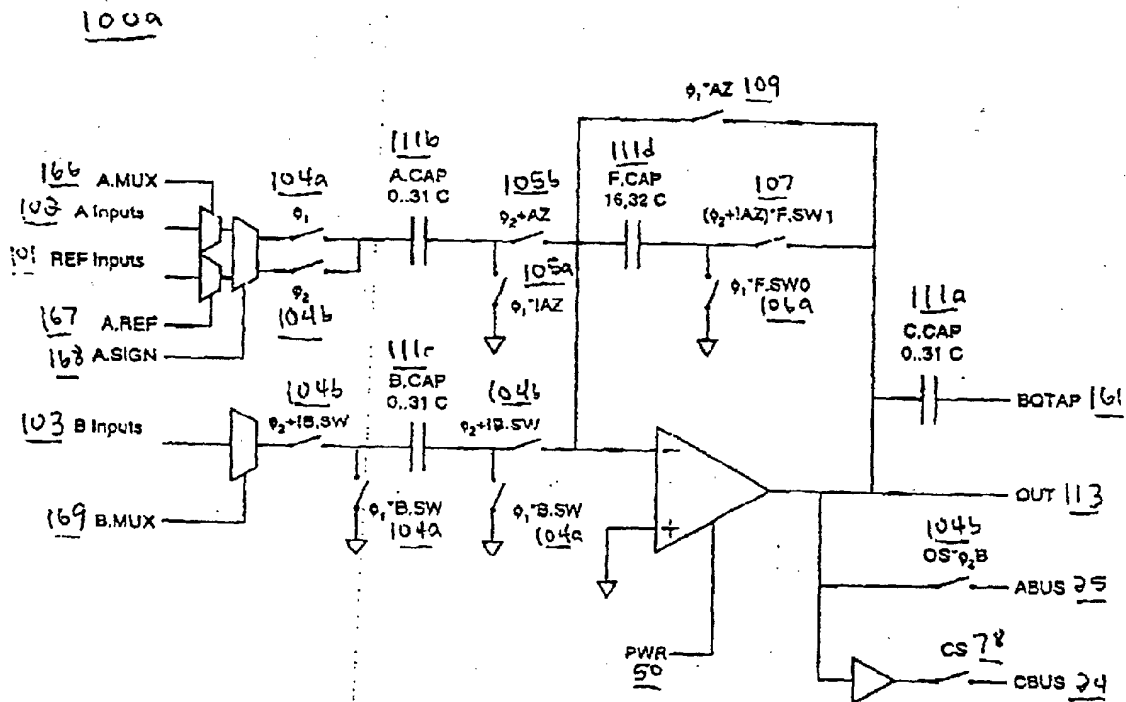 100a
φ₁*AZ 109
111b
A.CAP
0..31 C
111d
F.CAP
16,32 C
166 A.MUX
102 A Inputs
101 REF Inputs
167 A.REF
168 A.SIGN
104a
φ₁
φ₂
104b
105b
φ₂+AZ
105a
φ₁*!AZ
107
(φ₂+!AZ)*F.SW1
φ₁*F.SW0
106a
111a
C.CAP
0..31 C
BQTAP 161
111c
B.CAP
0..31 C
103 B Inputs
104b
φ₂+!B.SW
104b
φ₂+!B.SW
169 B.MUX
φ₁*B.SW
104a
φ₁*B.SW
104a
−
+
OUT 113
104b
OS*φ₂B
ABUS 25
PWR
50
CS 78
CBUS 24